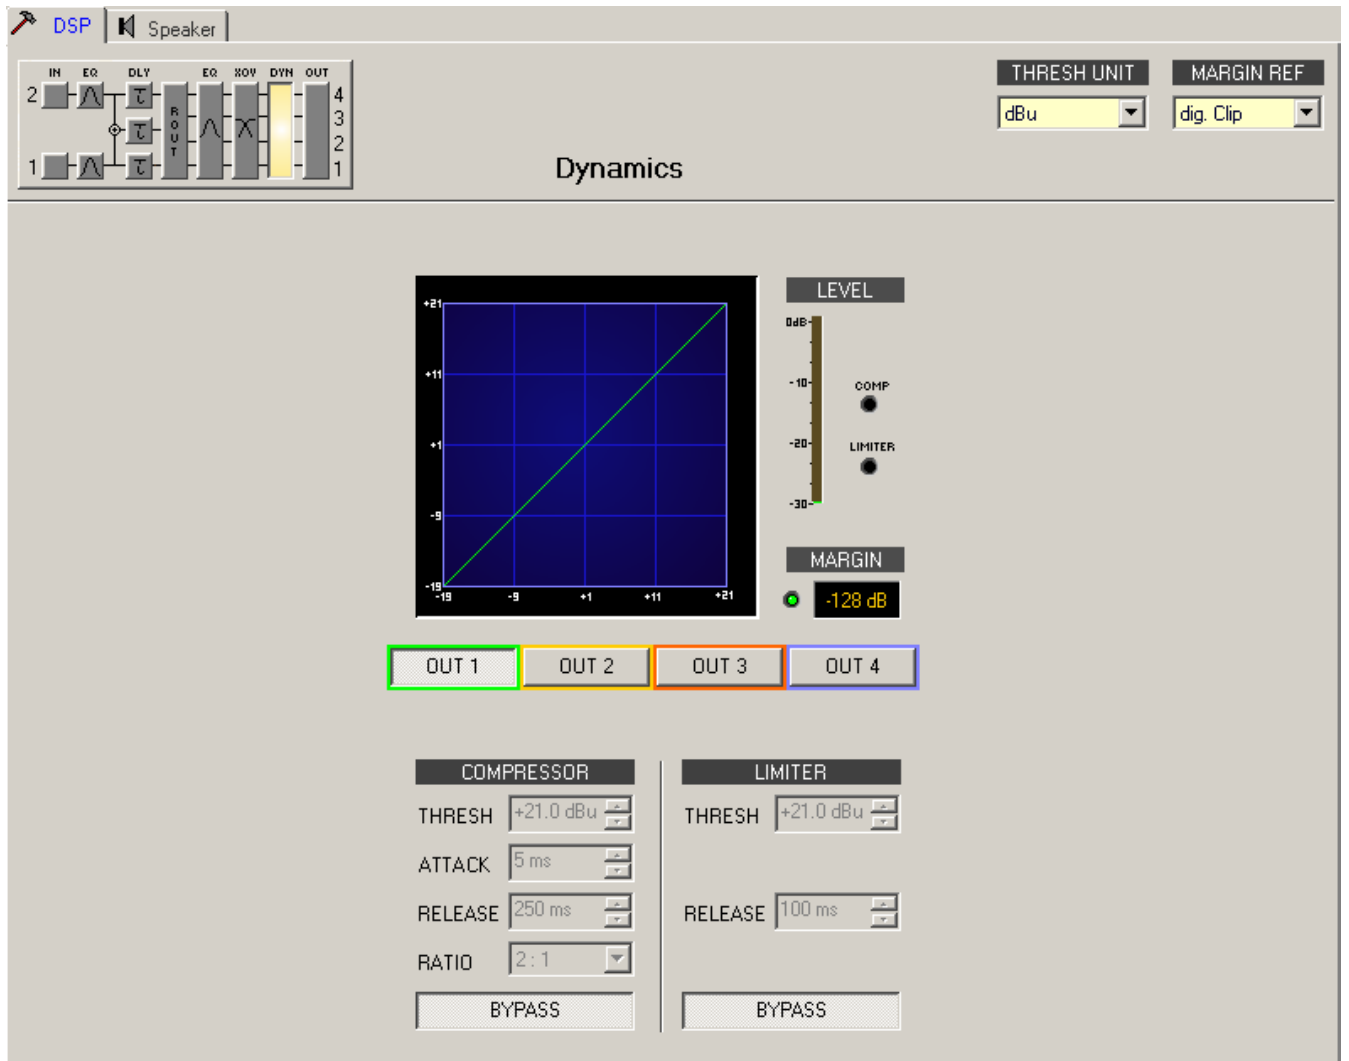 DSP Speaker
IN EQ DLY EQ XOV DYN OUT
2 4
3
ROUT
2
1 1
THRESH UNIT MARGIN REF
dBu dig. Clip
Dynamics
+21
+11
+1
-9
-19
-19 -9 +1 +11 +21
LEVEL
0dB
-10
-20
-30
COMP
LIMITER
MARGIN
-128 dB
OUT 1 OUT 2 OUT 3 OUT 4
COMPRESSOR LIMITER
THRESH +21.0 dBu THRESH +21.0 dBu
ATTACK 5 ms
RELEASE 250 ms RELEASE 100 ms
RATIO 2 : 1
BYPASS BYPASS